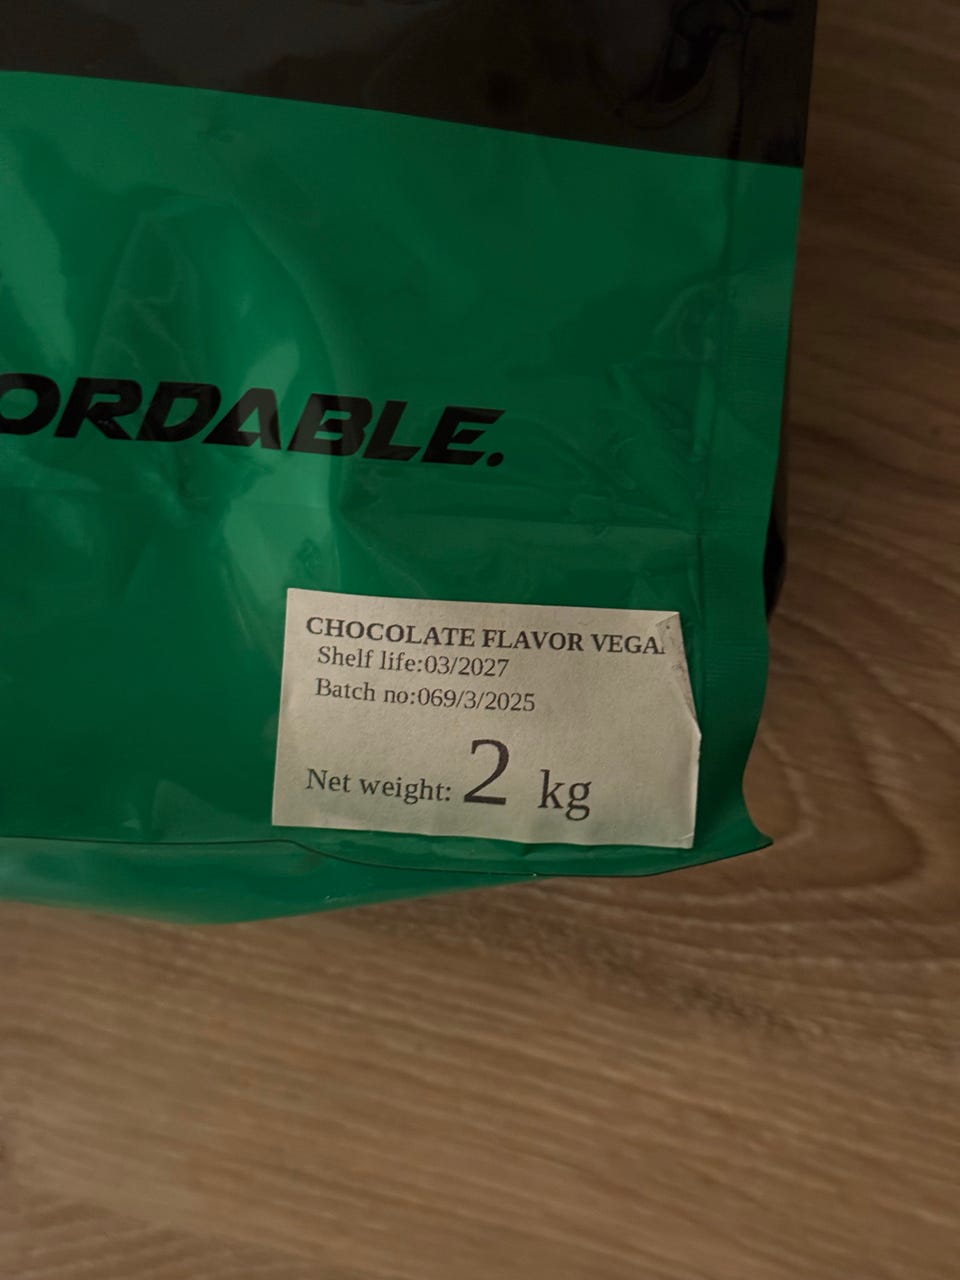 ORDABLE.
CHOCOLATE FLAVOR VEGA
Shelf life:03/2027
Batch no:069/3/2025
Net weight: 2 kg